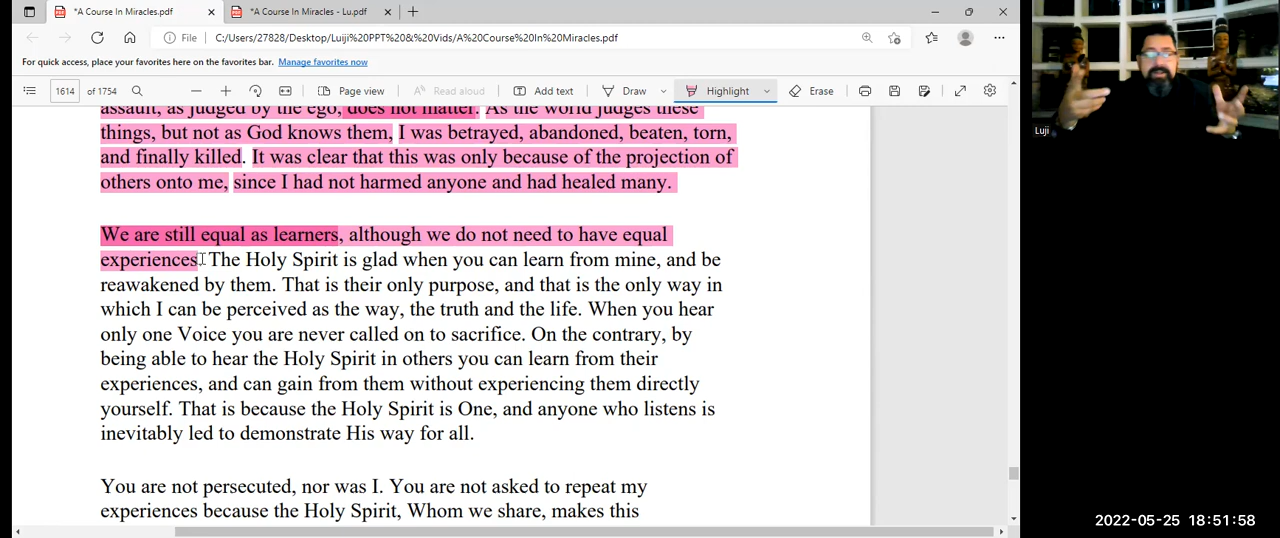 *A Course In Miracles.pdf
*A Course In Miracles - Lu.pdf
File
C:/Users/27828/Desktop/Luiji%20PPT%20&%20Vids/A%20Course%20In%20Miracles.pdf
For quick access, place your favorites here on the favorites bar. Manage favorites now
1614 of 1754
Page view
Read aloud
Add text
Draw
Highlight
Erase
assault, as judged by the ego, does not matter. As the world judges these
things, but not as God knows them, I was betrayed, abandoned, beaten, torn,
and finally killed. It was clear that this was only because of the projection of
others onto me, since I had not harmed anyone and had healed many.
We are still equal as learners, although we do not need to have equal
experiences. The Holy Spirit is glad when you can learn from mine, and be
reawakened by them. That is their only purpose, and that is the only way in
which I can be perceived as the way, the truth and the life. When you hear
only one Voice you are never called on to sacrifice. On the contrary, by
being able to hear the Holy Spirit in others you can learn from their
experiences, and can gain from them without experiencing them directly
yourself. That is because the Holy Spirit is One, and anyone who listens is
inevitably led to demonstrate His way for all.
You are not persecuted, nor was I. You are not asked to repeat my
experiences because the Holy Spirit, Whom we share, makes this
Luji
2022-05-25 18:51:58